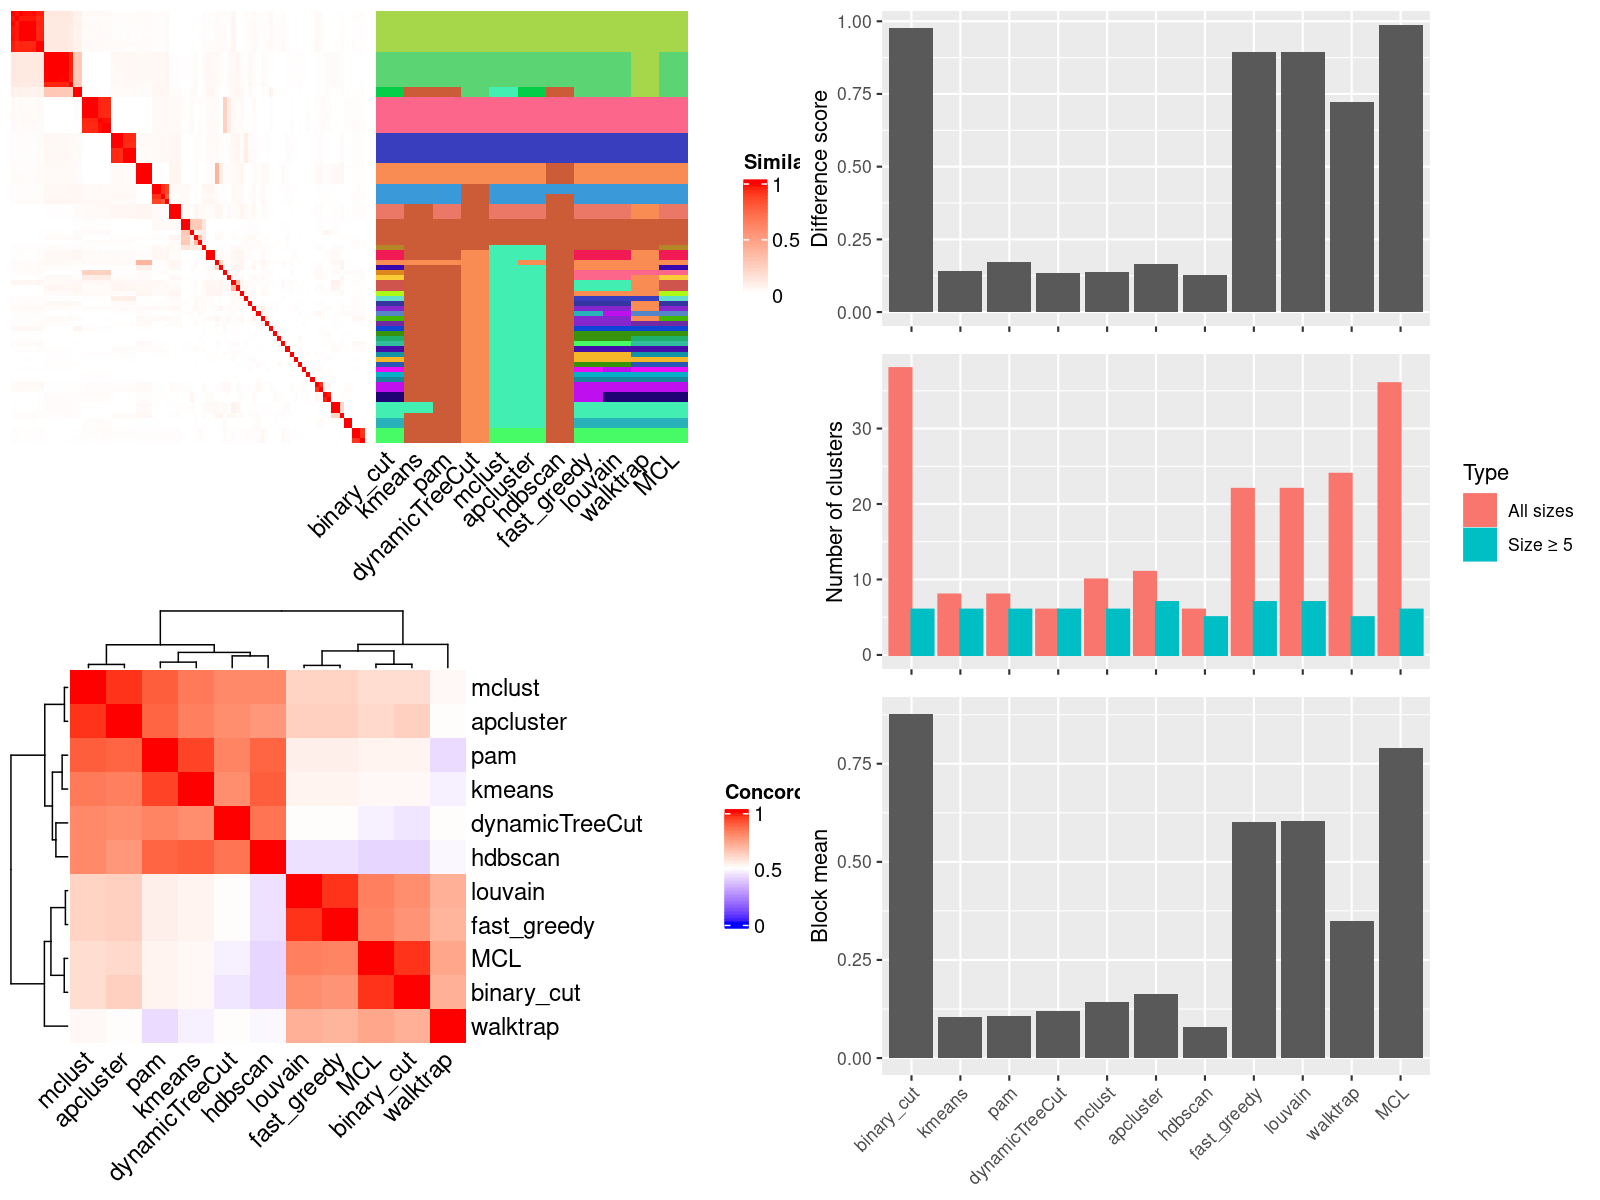 Simila
1
0.5
0
binary_cut
kmeans
pam
dynamicTreeCut
mclust
apcluster
hdbscan
fast_greedy
louvain
walktrap
MCL
Difference score
1.00
0.75
0.50
0.25
0.00
Number of clusters
30
20
10
0
Type
All sizes
Size ≥ 5
mclust
apcluster
pam
kmeans
dynamicTreeCut
hdbscan
louvain
fast_greedy
MCL
binary_cut
walktrap
mclust
apcluster
pam
kmeans
dynamicTreeCut
hdbscan
louvain
fast_greedy
MCL
binary_cut
walktrap
Concord
1
0.5
0
Block mean
0.75
0.50
0.25
0.00
binary_cut
kmeans
pam
dynamicTreeCut
mclust
apcluster
hdbscan
fast_greedy
louvain
walktrap
MCL